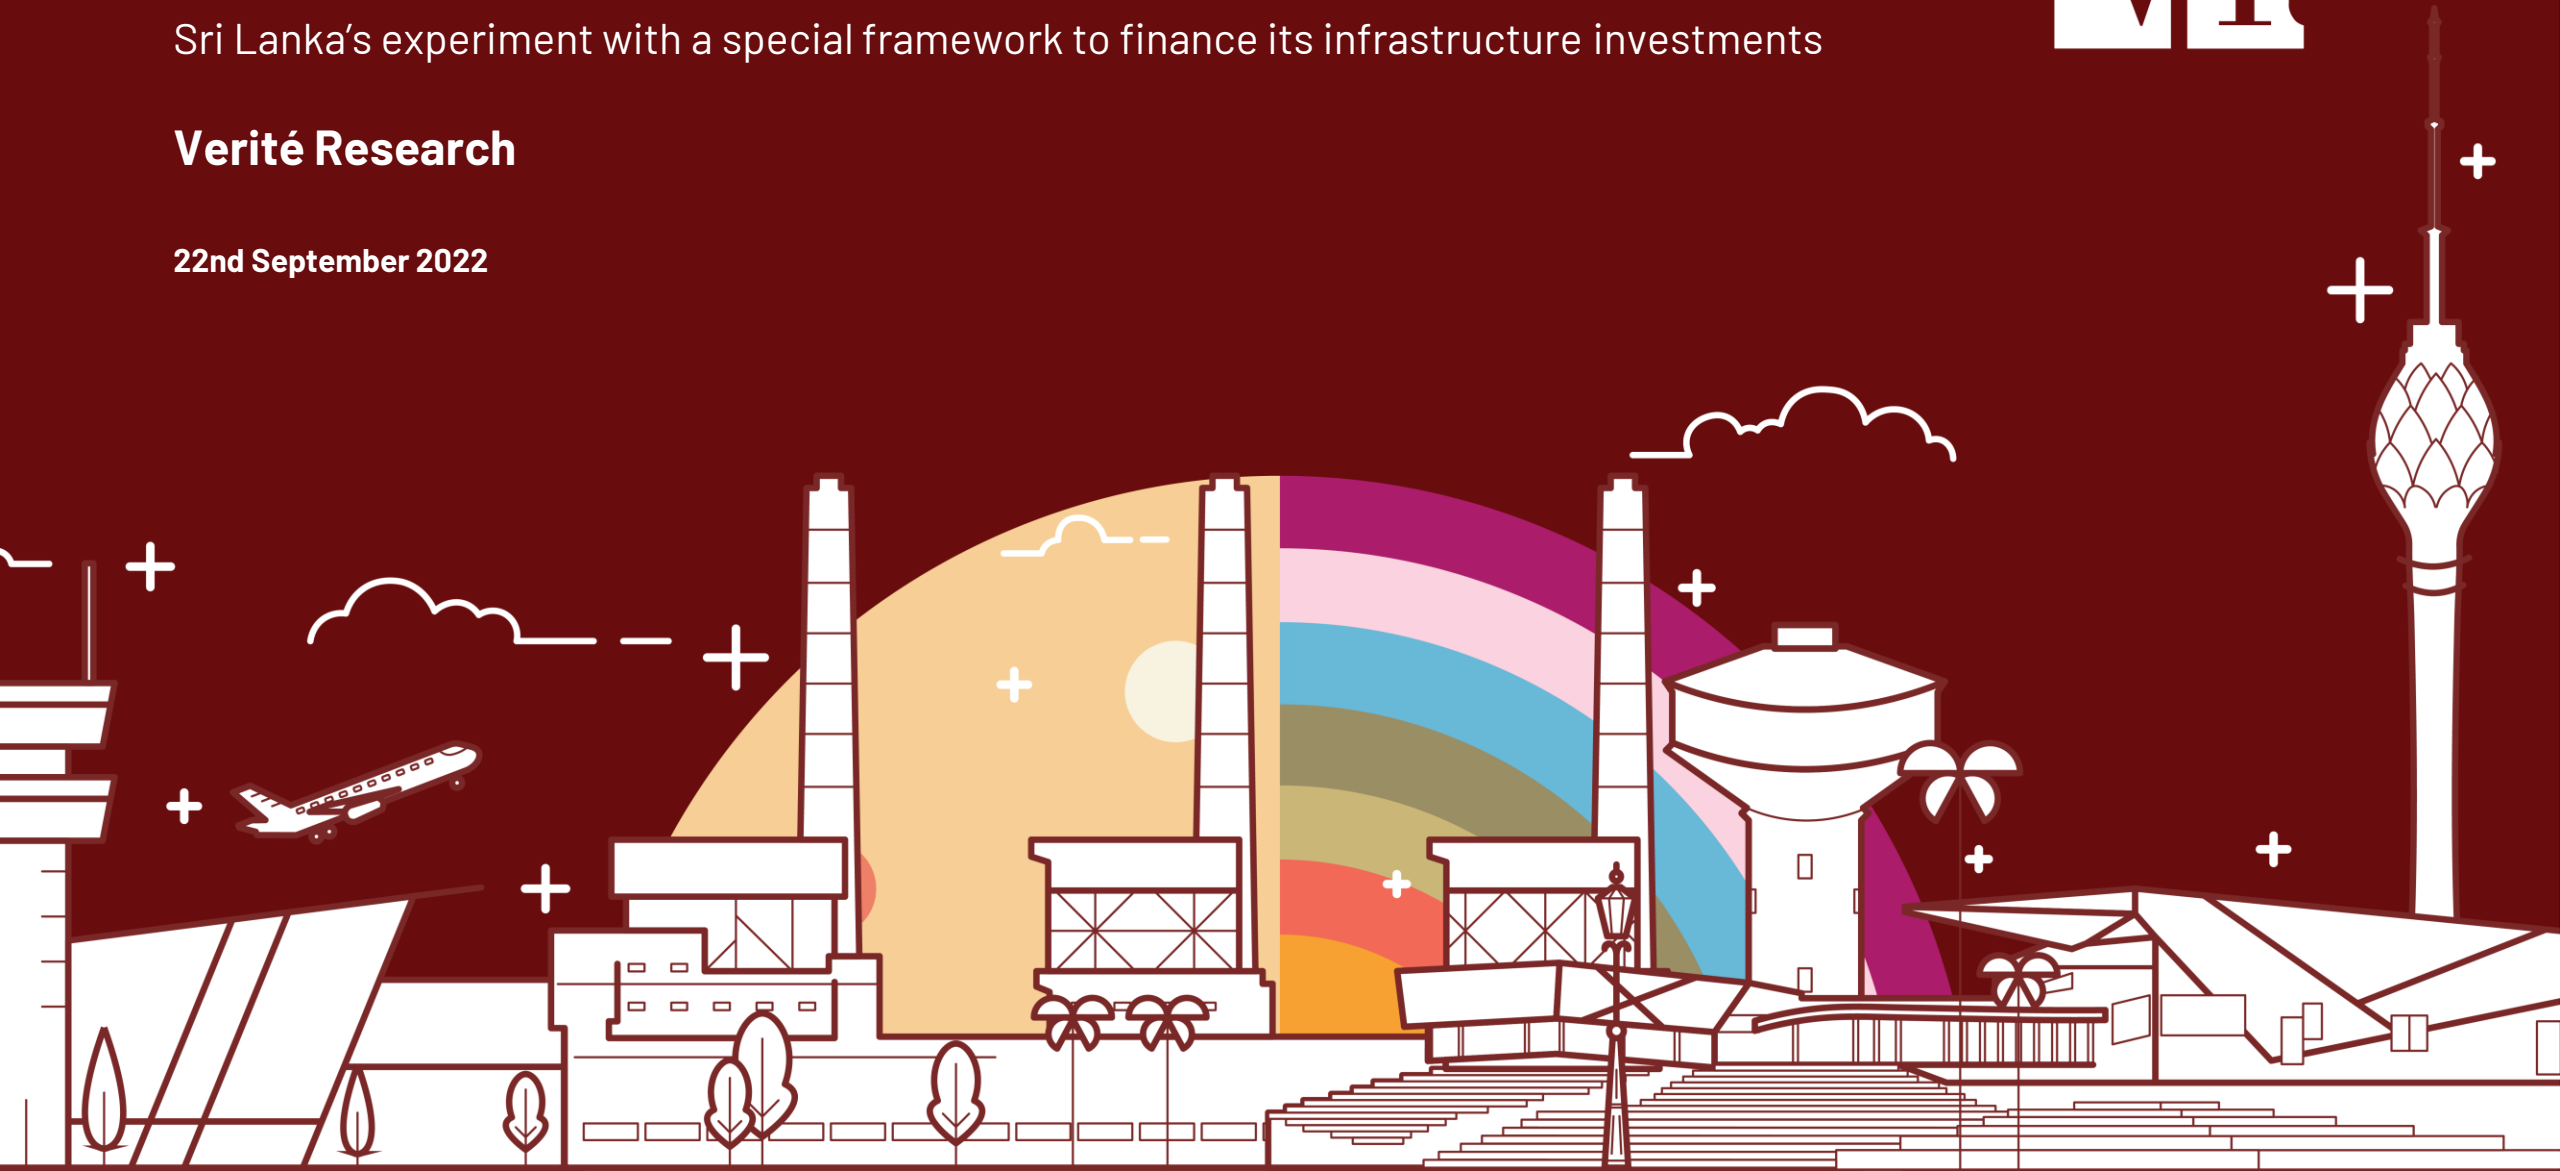 Sri Lanka’s experiment with a special framework to finance its infrastructure investments
Verité Research
22nd September 2022